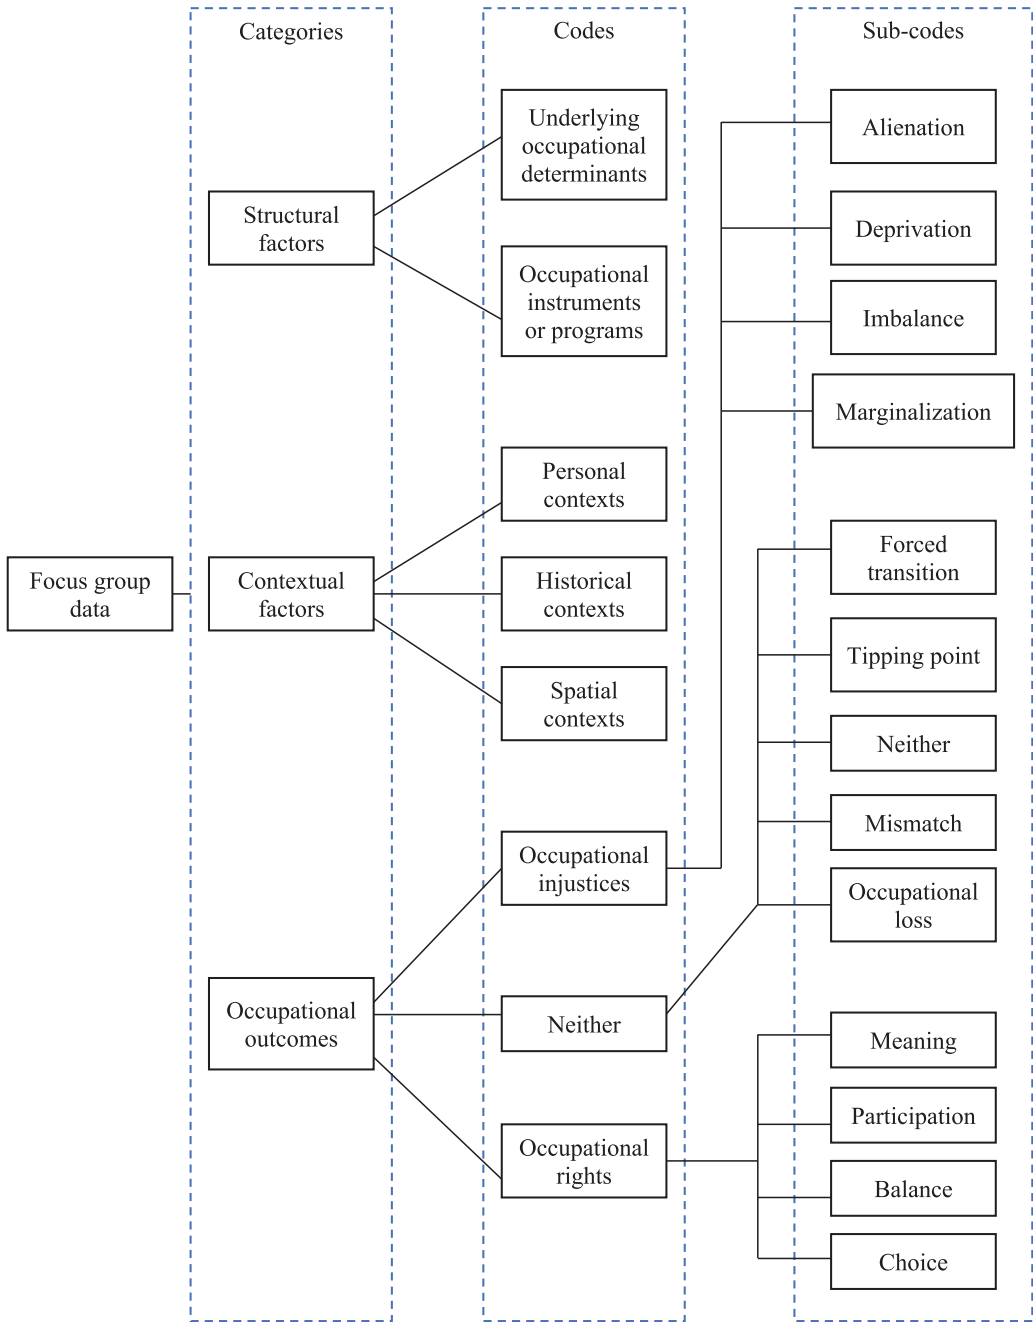 Categories
Codes
Sub-codes
Focus group
data
Structural
factors
Contextual
factors
Occupational
outcomes
Underlying
occupational
determinants
Occupational
instruments
or programs
Personal
contexts
Historical
contexts
Spatial
contexts
Occupational
injustices
Neither
Occupational
rights
Alienation
Deprivation
Imbalance
Marginalization
Forced
transition
Tipping point
Neither
Mismatch
Occupational
loss
Meaning
Participation
Balance
Choice